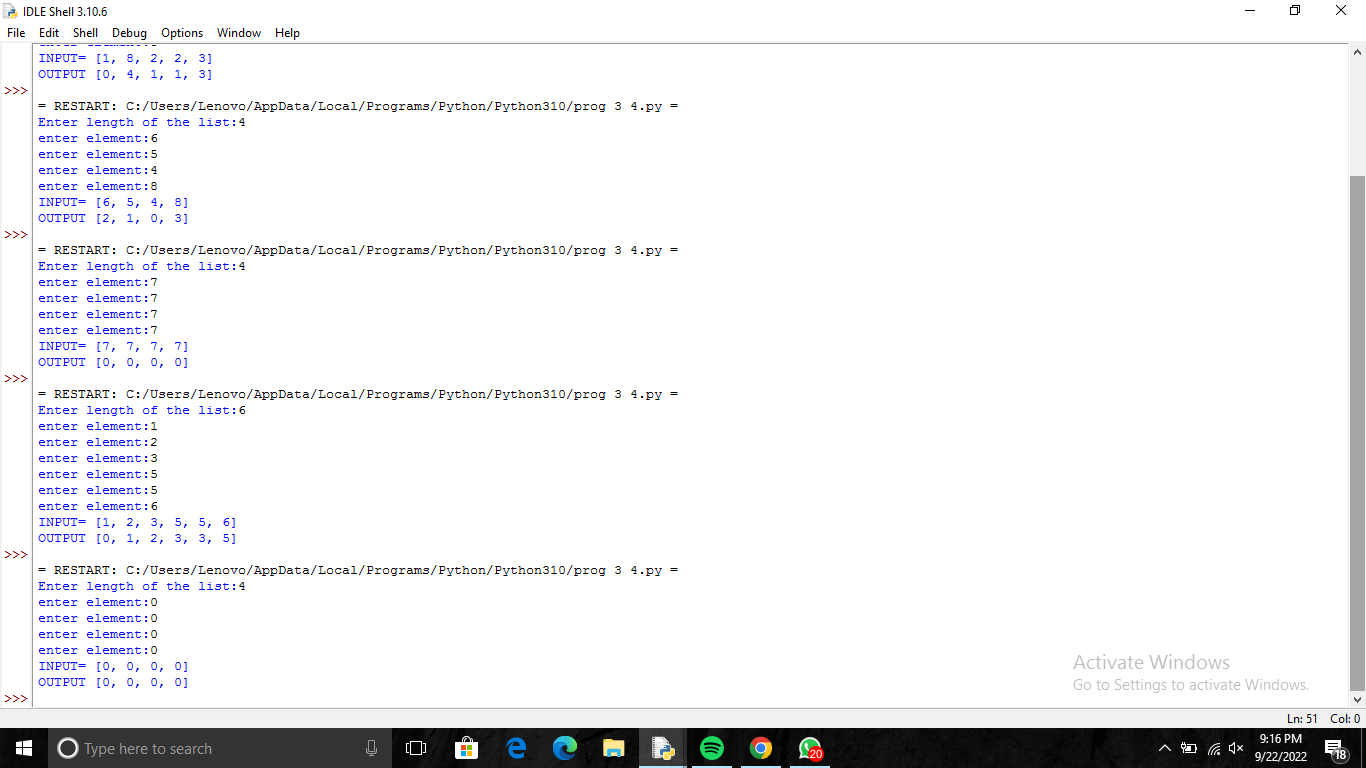 IDLE Shell 3.10.6
File Edit Shell Debug Options Window Help
INPUT= [1, 8, 2, 2, 3]
OUTPUT [0, 4, 1, 1, 3]
>>>
= RESTART: C:/Users/Lenovo/AppData/Local/Programs/Python/Python310/prog 3 4.py =
Enter length of the list:4
enter element:6
enter element:5
enter element:4
enter element:8
INPUT= [6, 5, 4, 8]
OUTPUT [2, 1, 0, 3]
>>>
= RESTART: C:/Users/Lenovo/AppData/Local/Programs/Python/Python310/prog 3 4.py =
Enter length of the list:4
enter element:7
enter element:7
enter element:7
enter element:7
INPUT= [7, 7, 7, 7]
OUTPUT [0, 0, 0, 0]
>>>
= RESTART: C:/Users/Lenovo/AppData/Local/Programs/Python/Python310/prog 3 4.py =
Enter length of the list:6
enter element:1
enter element:2
enter element:3
enter element:5
enter element:5
enter element:6
INPUT= [1, 2, 3, 5, 5, 6]
OUTPUT [0, 1, 2, 3, 3, 5]
>>>
= RESTART: C:/Users/Lenovo/AppData/Local/Programs/Python/Python310/prog 3 4.py =
Enter length of the list:4
enter element:0
enter element:0
enter element:0
enter element:0
INPUT= [0, 0, 0, 0]
OUTPUT [0, 0, 0, 0]
>>>
Activate Windows
Go to Settings to activate Windows.
Ln: 51 Col: 0
Type here to search
20
9:16 PM
9/22/2022
18